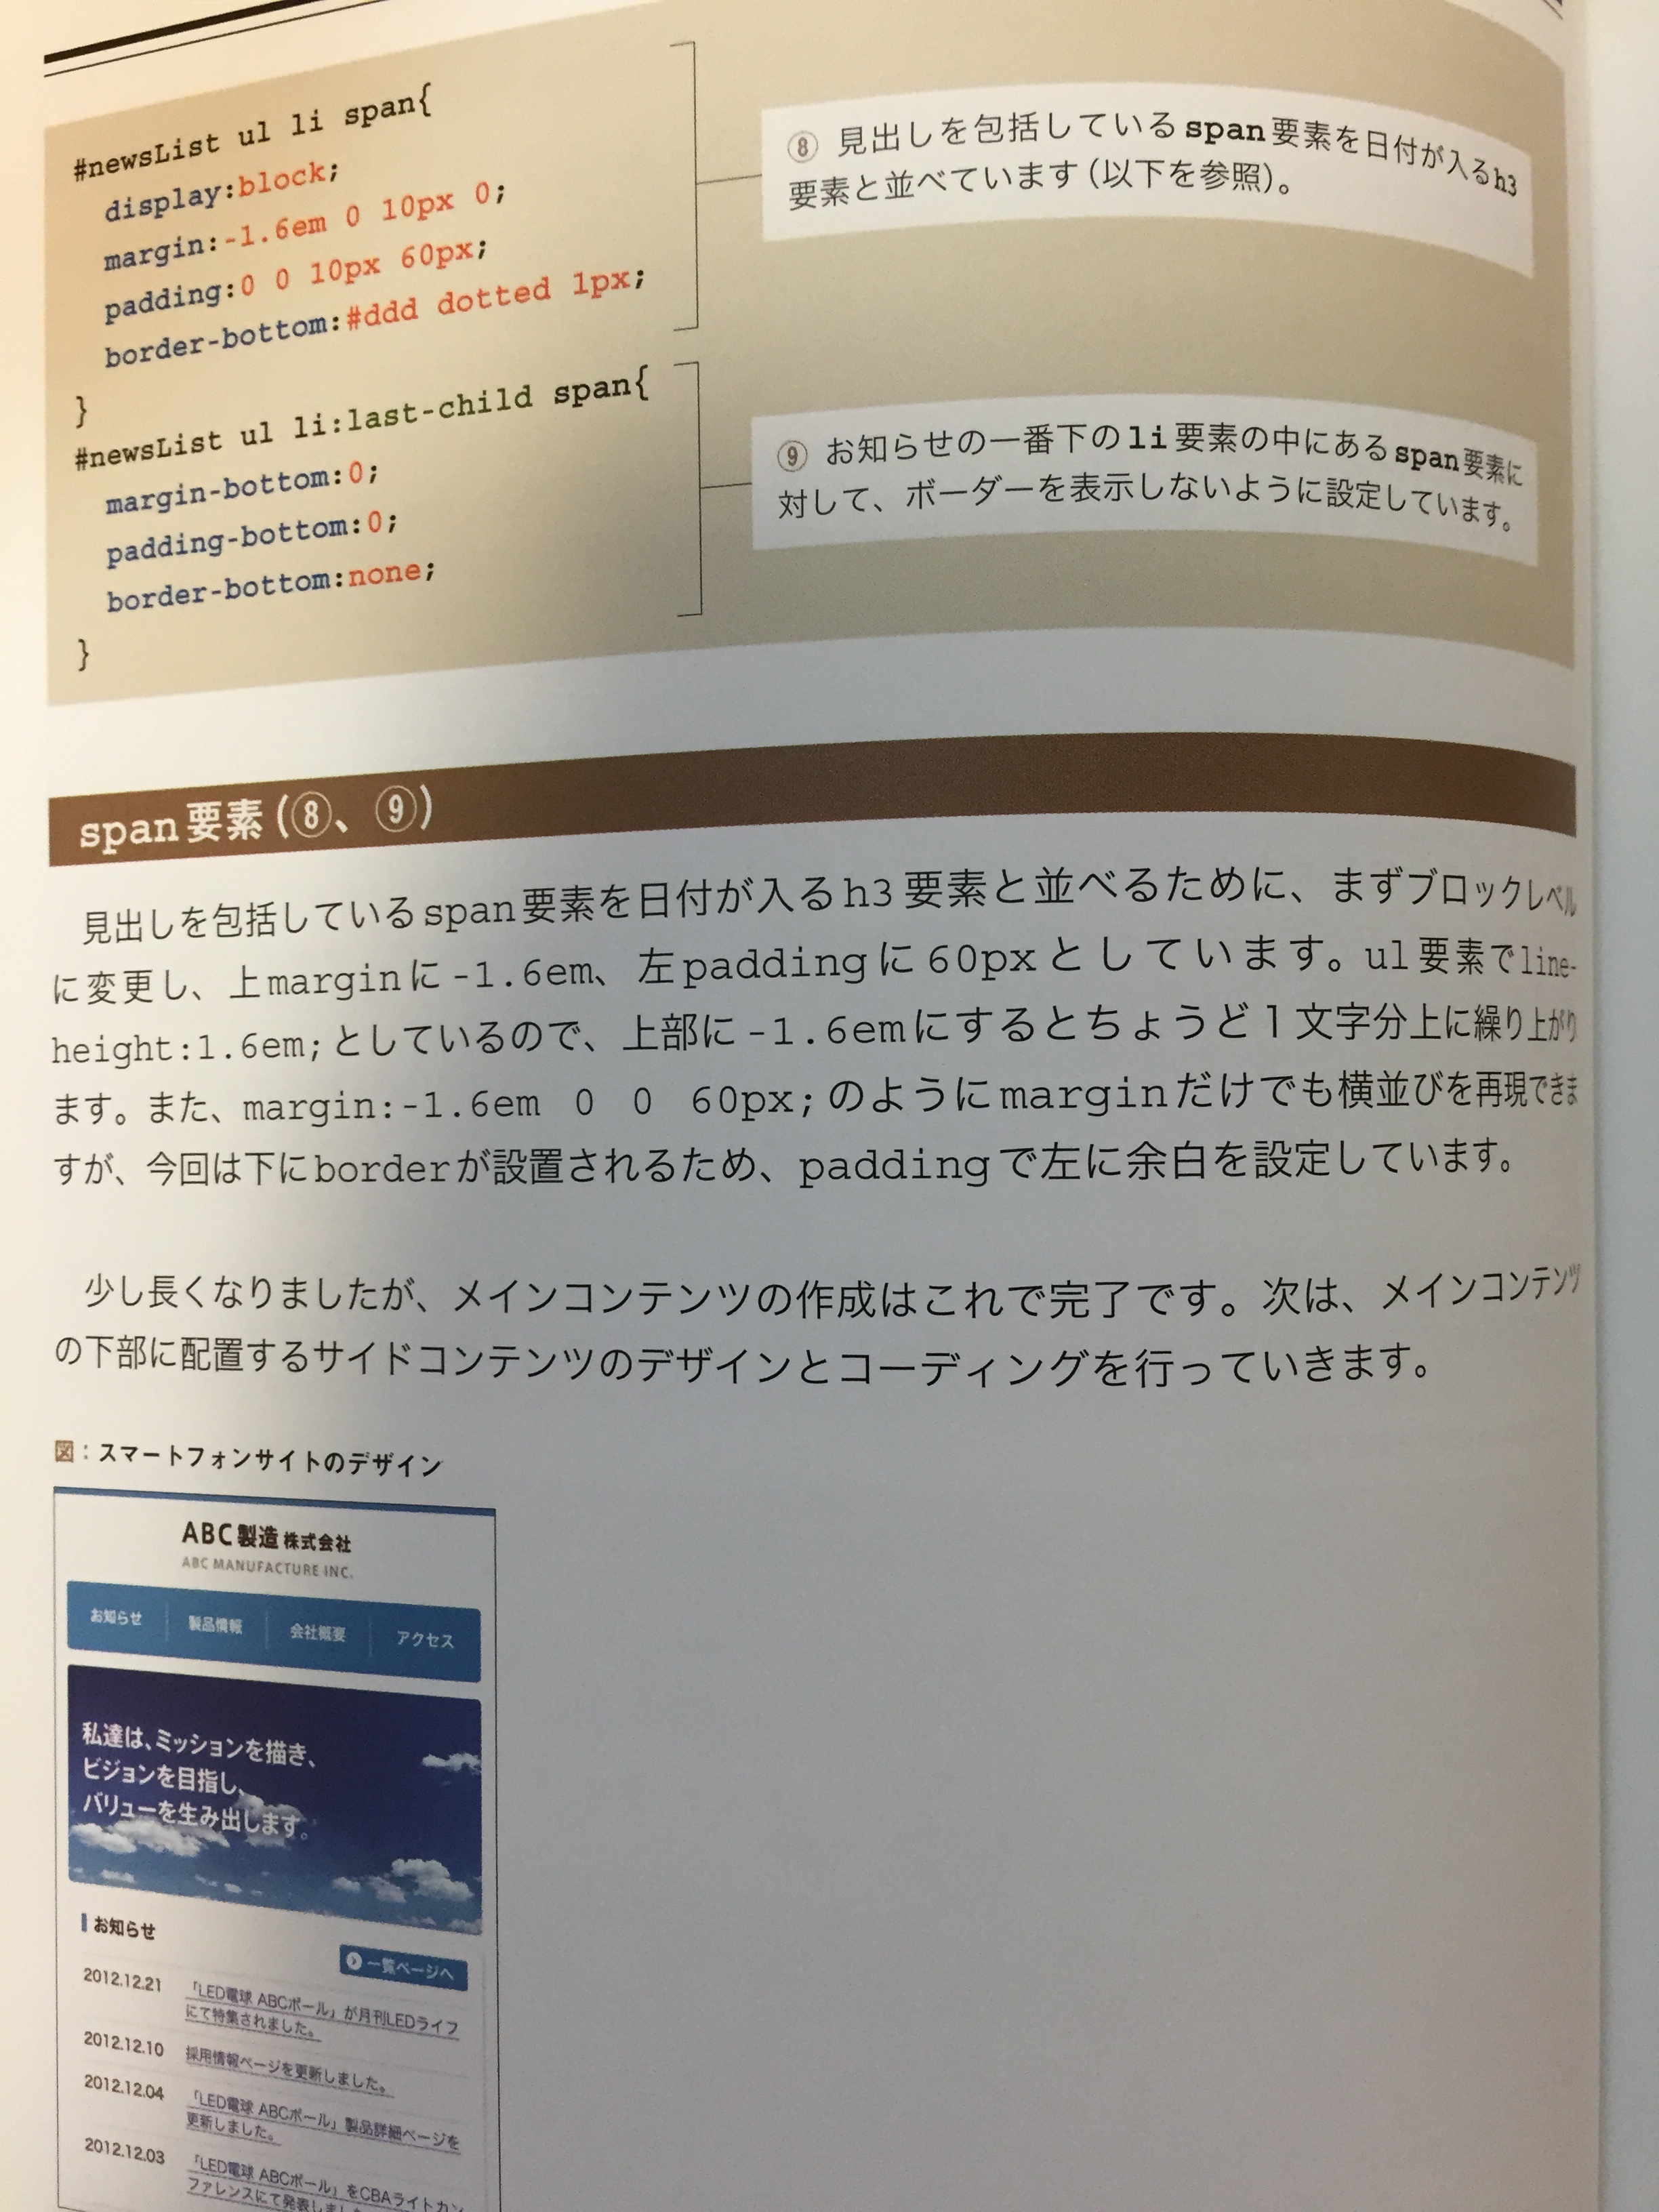 #newsList ul li span{
display:block;
margin:-1.6em 0 10px 0;
padding:0 0 10px 60px;
border-bottom:#ddd dotted 1px;
}
#newsList ul li:last-child span{
margin-bottom:0;
padding-bottom:0;
border-bottom:none;
}
⑧ 見出しを包括しているspan要素を日付が入るh3
要素と並べています（以下を参照）。
⑨ お知らせの一番下のli要素の中にあるspan要素に
対して、ボーダーを表示しないように設定しています。
span要素（⑧、⑨）
見出しを包括しているspan要素を日付が入るh3要素と並べるために、まずブロックレベル
に変更し、上marginに-1.6em、左paddingに60pxとしています。ul要素でline-
height:1.6em;としているので、上部に-1.6emにするとちょうど1文字分上に繰り上がり
ます。また、margin:-1.6em 0 0 60px;のようにmarginだけでも横並びを再現できま
すが、今回は下にborderが設置されるため、paddingで左に余白を設定しています。
少し長くなりましたが、メインコンテンツの作成はこれで完了です。次は、メインコンテンツ
の下部に配置するサイドコンテンツのデザインとコーディングを行っていきます。
図：スマートフォンサイトのデザイン
ABC製造 株式会社
ABC MANUFACTURE INC.
お知らせ 製品情報 会社概要 アクセス
私達は、ミッションを描き、
ビジョンを目指し、
バリューを生み出します。
お知らせ
一覧ページへ
2012.12.21 「LED電球 ABCボール」が月刊LEDライフ
にて特集されました。
2012.12.10 採用情報ページを更新しました。
2012.12.04 「LED電球 ABCボール」製品詳細ページを
更新しました。
2012.12.03 「LED電球 ABCボール」をCBAライトカン
ファレンスにて発表しまし